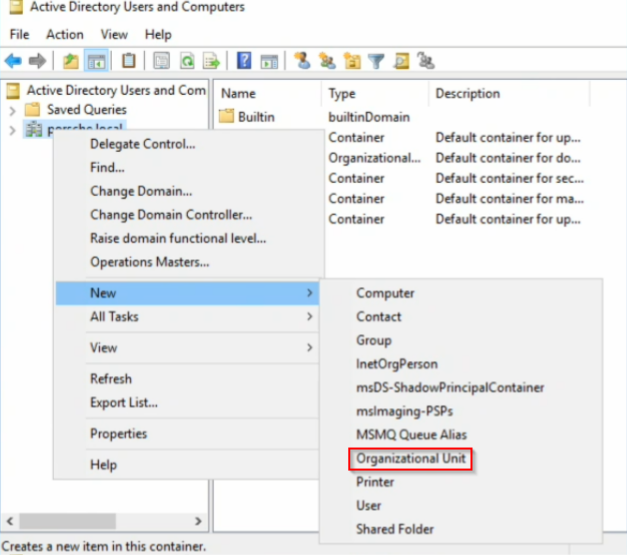 Active Directory Users and Computers
File Action View Help
Active Directory Users and Com
Saved Queries
porsche.local
Name Type Description
Builtin builtinDomain
Container Default container for up...
Organizational... Default container for do...
Container Default container for sec...
Container Default container for ma...
Container Default container for up...
Delegate Control...
Find...
Change Domain...
Change Domain Controller...
Raise domain functional level...
Operations Masters...
New
All Tasks
View
Refresh
Export List...
Properties
Help
Computer
Contact
Group
InetOrgPerson
msDS-ShadowPrincipalContainer
msImaging-PSPs
MSMQ Queue Alias
Organizational Unit
Printer
User
Shared Folder
Creates a new item in this container.